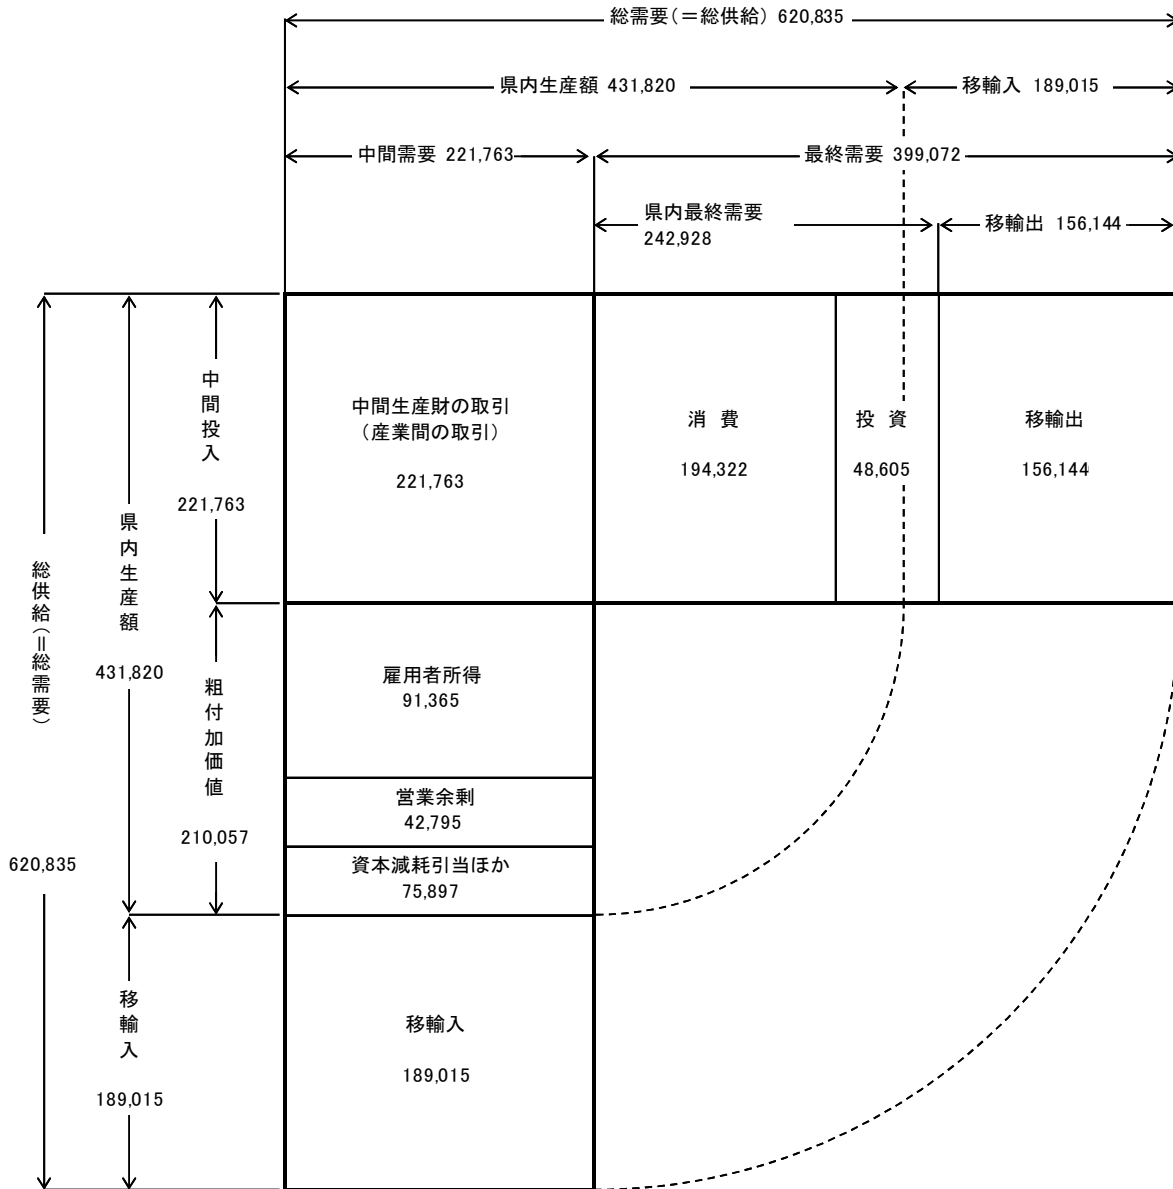 総需要(＝総供給) 620,835
県内生産額 431,820
移輸入 189,015
中間需要 221,763
最終需要 399,072
県内最終需要
242,928
移輸出 156,144
総供給(＝総需要)
620,835
県内生産額
431,820
中間投入
221,763
中間生産財の取引
(産業間の取引)
221,763
消 費
194,322
投 資
48,605
移輸出
156,144
粗付加価値
210,057
雇用者所得
91,365
営業余剰
42,795
資本減耗引当ほか
75,897
移輸入
189,015
移輸入
189,015